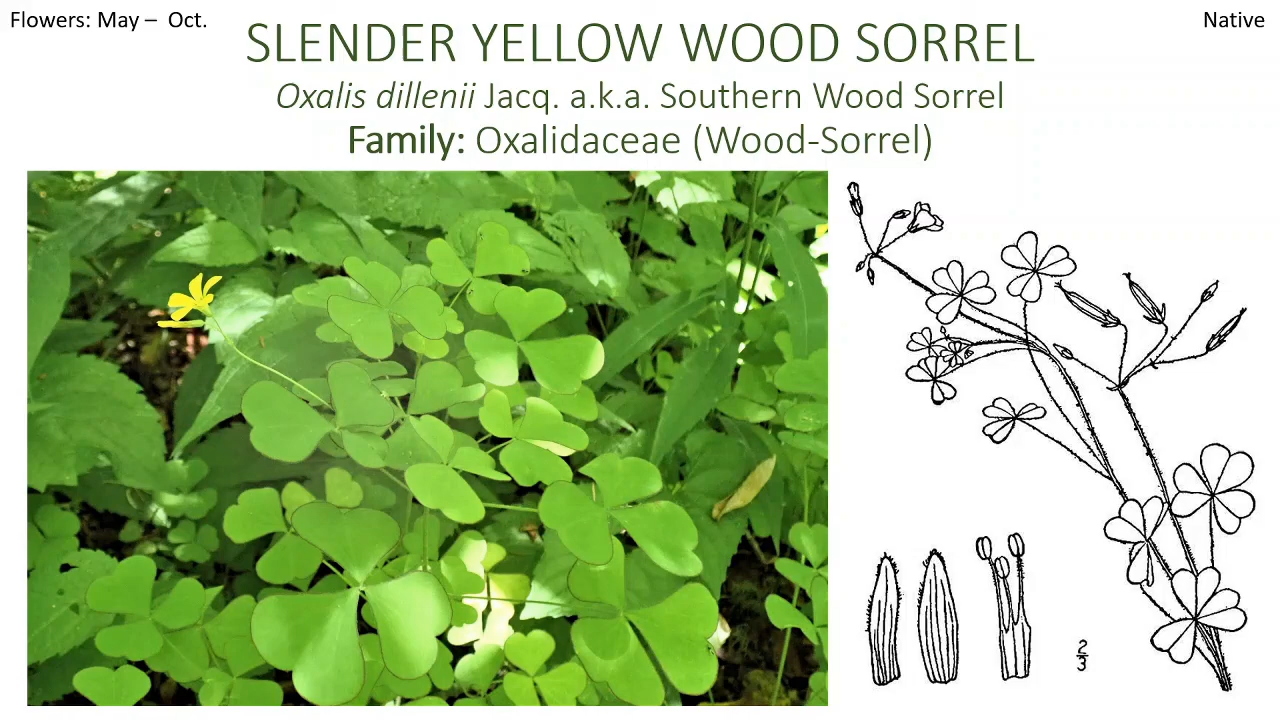 Flowers: May – Oct.
Native
SLENDER YELLOW WOOD SORREL
Oxalis dillenii Jacq. a.k.a. Southern Wood Sorrel
Family: Oxalidaceae (Wood-Sorrel)
2/3